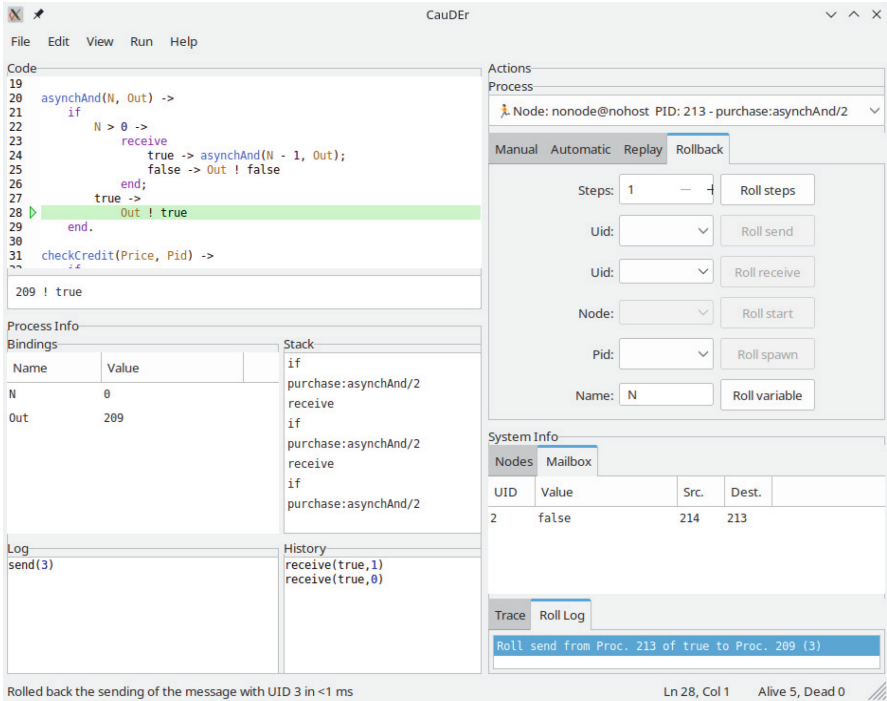 CauDEr
File Edit View Run Help
Code
19
20 asynchAnd(N, Out) ->
21 if
22 N > 0 ->
23 receive
24 true -> asynchAnd(N - 1, Out);
25 false -> Out ! false
26 end;
27 true ->
28 Out ! true
29 end.
30
31 checkCredit(Price, Pid) ->
32 if
209 ! true
Process Info
Bindings
Name Value
N 0
Out 209
Stack
if
purchase:asynchAnd/2
receive
if
purchase:asynchAnd/2
receive
if
purchase:asynchAnd/2
Log
send(3)
History
receive(true,1)
receive(true,0)
Actions
Process
Node: nonode@nohost PID: 213 - purchase:asynchAnd/2
Manual Automatic Replay Rollback
Steps: 1 Roll steps
Uid: Roll send
Uid: Roll receive
Node: Roll start
Pid: Roll spawn
Name: N Roll variable
System Info
Nodes Mailbox
UID Value Src. Dest.
2 false 214 213
Trace Roll Log
Roll send from Proc. 213 of true to Proc. 209 (3)
Rolled back the sending of the message with UID 3 in <1 ms
Ln 28, Col 1 Alive 5, Dead 0